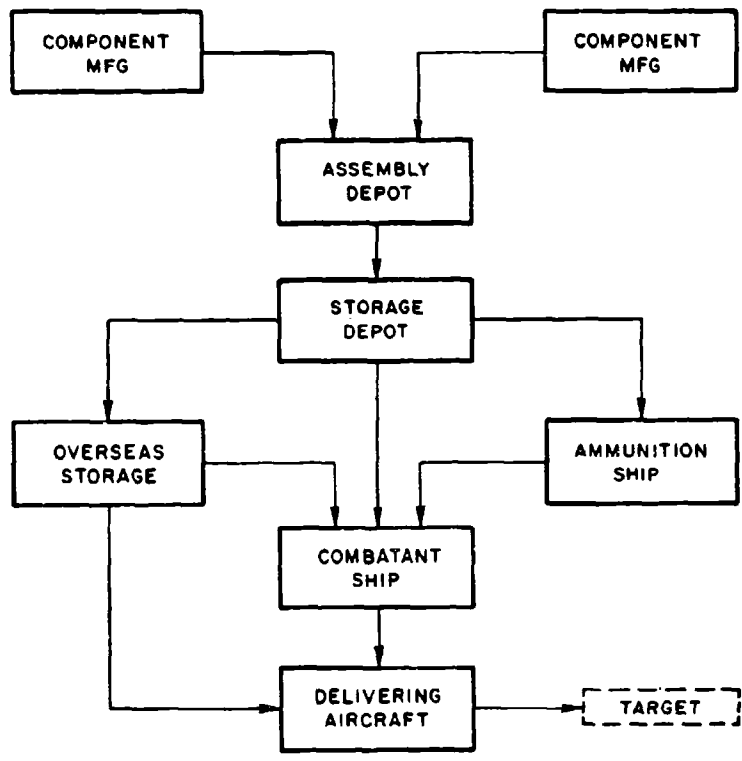 COMPONENT
MFG
COMPONENT
MFG
ASSEMBLY
DEPOT
STORAGE
DEPOT
OVERSEAS
STORAGE
AMMUNITION
SHIP
COMBATANT
SHIP
DELIVERING
AIRCRAFT
TARGET